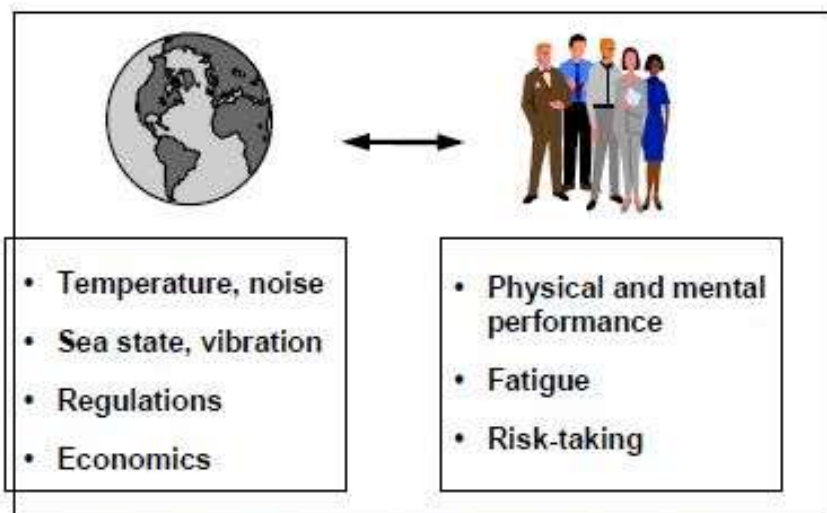 • Temperature, noise
• Sea state, vibration
• Regulations
• Economics
• Physical and mental
performance
• Fatigue
• Risk-taking